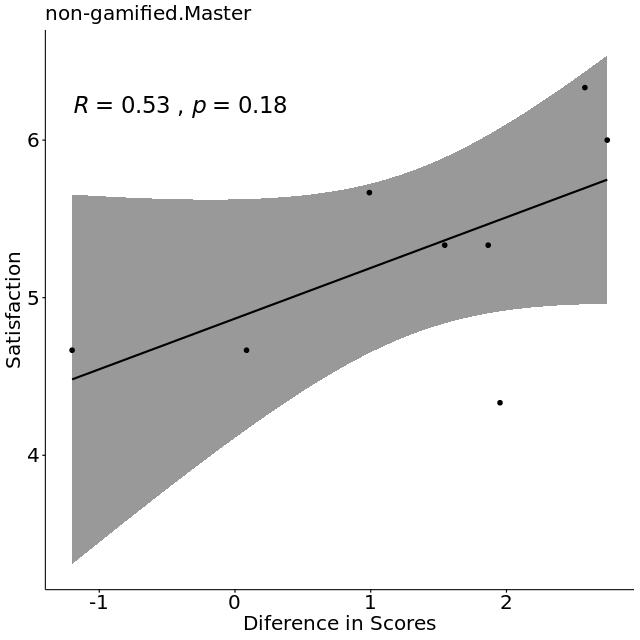 non-gamified.Master
R = 0.53 , p = 0.18
6
5
4
Satisfaction
-1
0
1
2
Diference in Scores